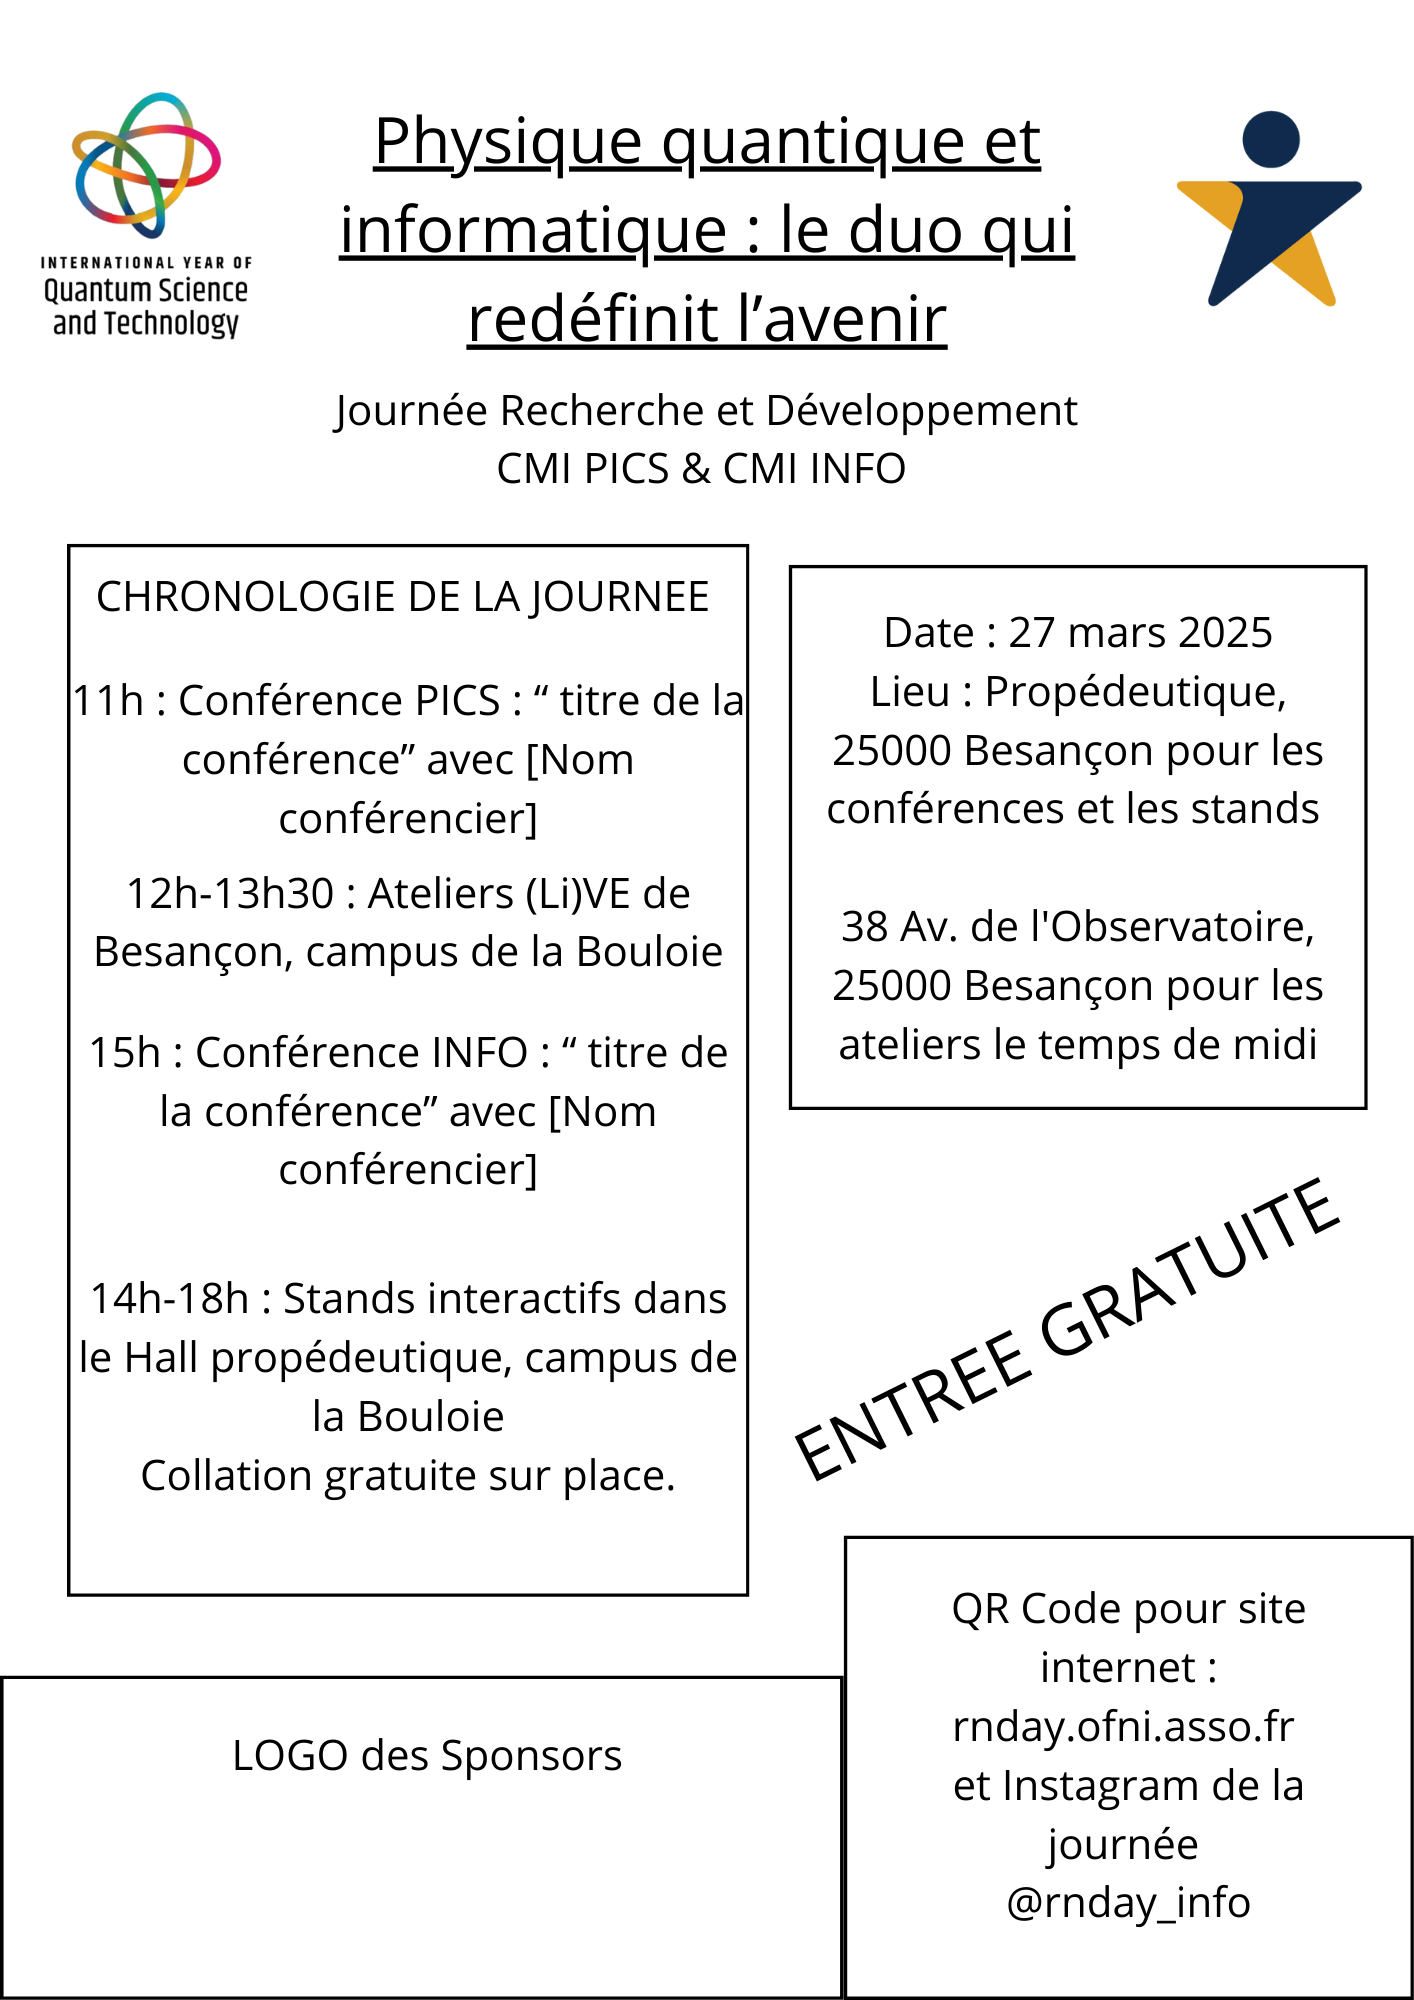 INTERNATIONAL YEAR OF
Quantum Science
and Technology
Physique quantique et
informatique : le duo qui
redéfinit l’avenir
Journée Recherche et Développement
CMI PICS & CMI INFO
CHRONOLOGIE DE LA JOURNEE
11h : Conférence PICS : “ titre de la
conférence” avec [Nom
conférencier]
12h-13h30 : Ateliers (Li)VE de
Besançon, campus de la Bouloie
15h : Conférence INFO : “ titre de
la conférence” avec [Nom
conférencier]
14h-18h : Stands interactifs dans
le Hall propédeutique, campus de
la Bouloie
Collation gratuite sur place.
Date : 27 mars 2025
Lieu : Propédeutique,
25000 Besançon pour les
conférences et les stands
38 Av. de l'Observatoire,
25000 Besançon pour les
ateliers le temps de midi
ENTREE GRATUITE
LOGO des Sponsors
QR Code pour site
internet :
rnday.ofni.asso.fr
et Instagram de la
journée
@rnday_info